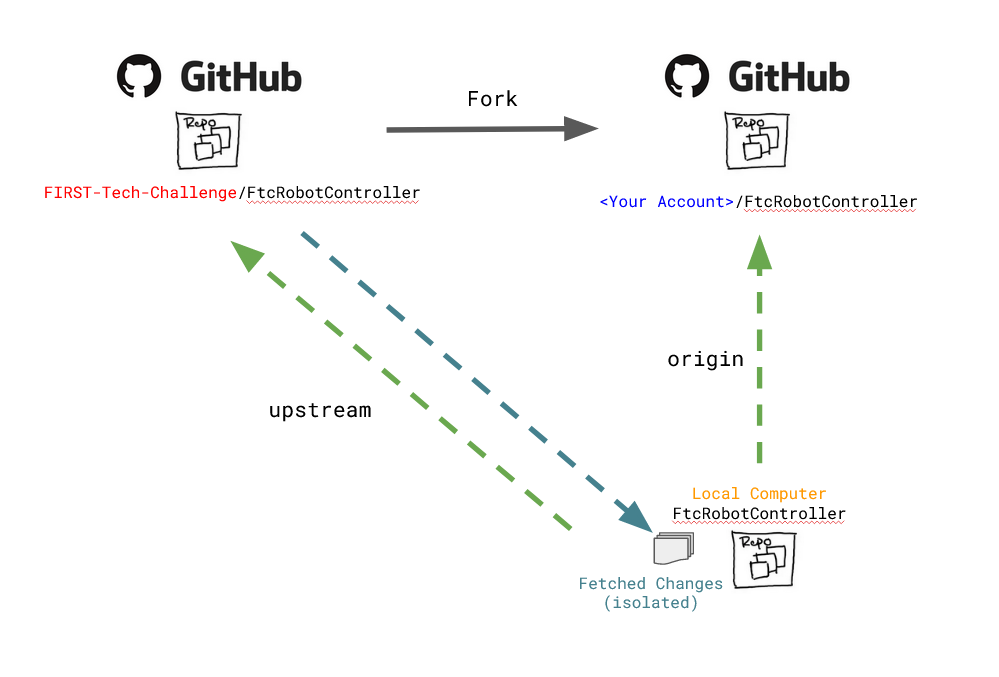 GitHub
GitHub
Fork
Repo
Repo
FIRST-Tech-Challenge/FtcRobotController
<Your Account>/FtcRobotController
origin
upstream
Local Computer
FtcRobotController
Repo
Fetched Changes
(isolated)